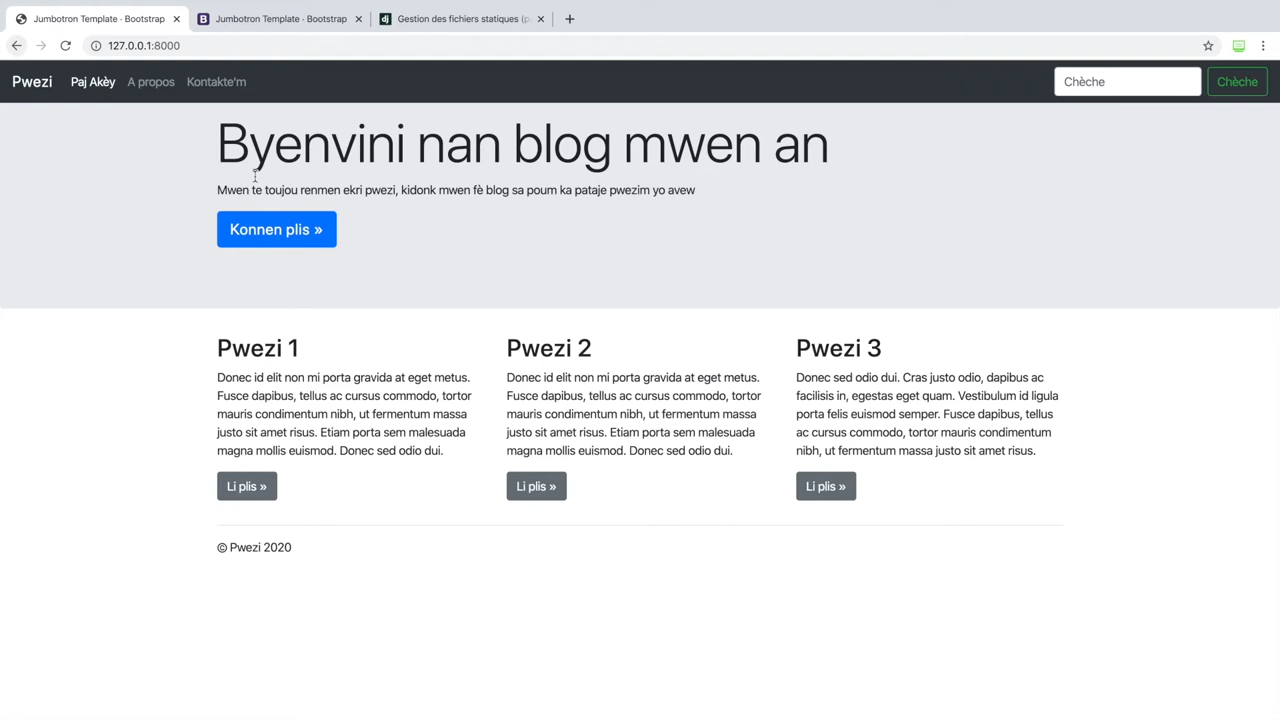 Jumbotron Template · Bootstrap
Jumbotron Template · Bootstrap
Gestion des fichiers statiques (p
127.0.0.1:8000
Pwezi Paj Akèy A propos Kontakte'm Chèche Chèche
Byenvini nan blog mwen an
Mwen te toujou renmen ekri pwezi, kidonk mwen fè blog sa poum ka pataje pwezim yo avew
Konnen plis »
Pwezi 1
Donec id elit non mi porta gravida at eget metus.
Fusce dapibus, tellus ac cursus commodo, tortor
mauris condimentum nibh, ut fermentum massa
justo sit amet risus. Etiam porta sem malesuada
magna mollis euismod. Donec sed odio dui.
Li plis »
Pwezi 2
Donec id elit non mi porta gravida at eget metus.
Fusce dapibus, tellus ac cursus commodo, tortor
mauris condimentum nibh, ut fermentum massa
justo sit amet risus. Etiam porta sem malesuada
magna mollis euismod. Donec sed odio dui.
Li plis »
Pwezi 3
Donec sed odio dui. Cras justo odio, dapibus ac
facilisis in, egestas eget quam. Vestibulum id ligula
porta felis euismod semper. Fusce dapibus, tellus
ac cursus commodo, tortor mauris condimentum
nibh, ut fermentum massa justo sit amet risus.
Li plis »
© Pwezi 2020